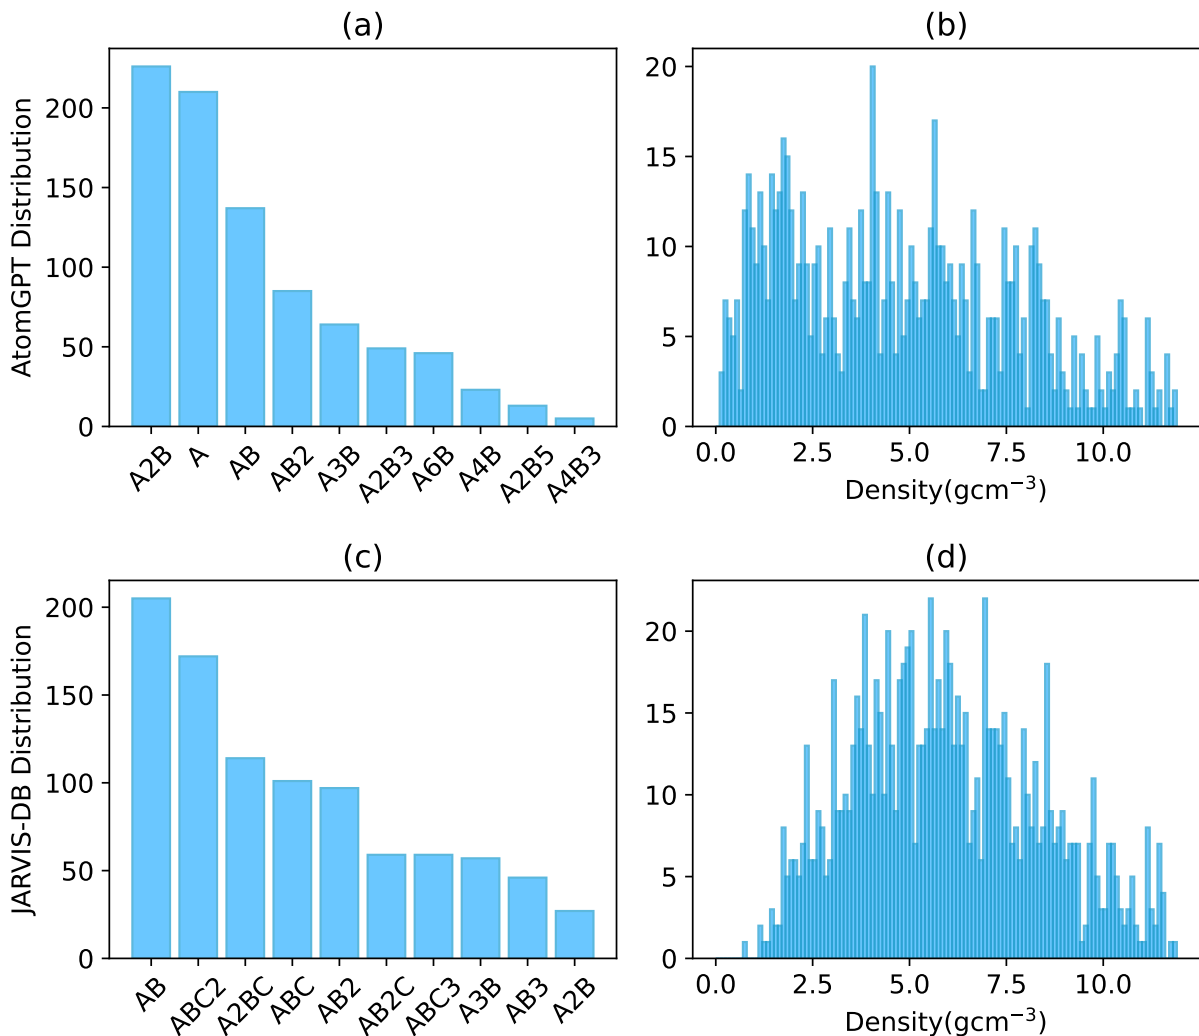 (a)
AtomGPT Distribution
200
150
100
50
0
A2B
A
AB
AB2
A3B
A2B3
A6B
A4B
A2B5
A4B3
(b)
20
15
10
5
0
0.0
2.5
5.0
7.5
10.0
Density(gcm⁻³)
(c)
JARVIS-DB Distribution
200
150
100
50
0
AB
ABC2
A2BC
ABC
AB2
AB2C
ABC3
A3B
AB3
A2B
(d)
20
15
10
5
0
0.0
2.5
5.0
7.5
10.0
Density(gcm⁻³)